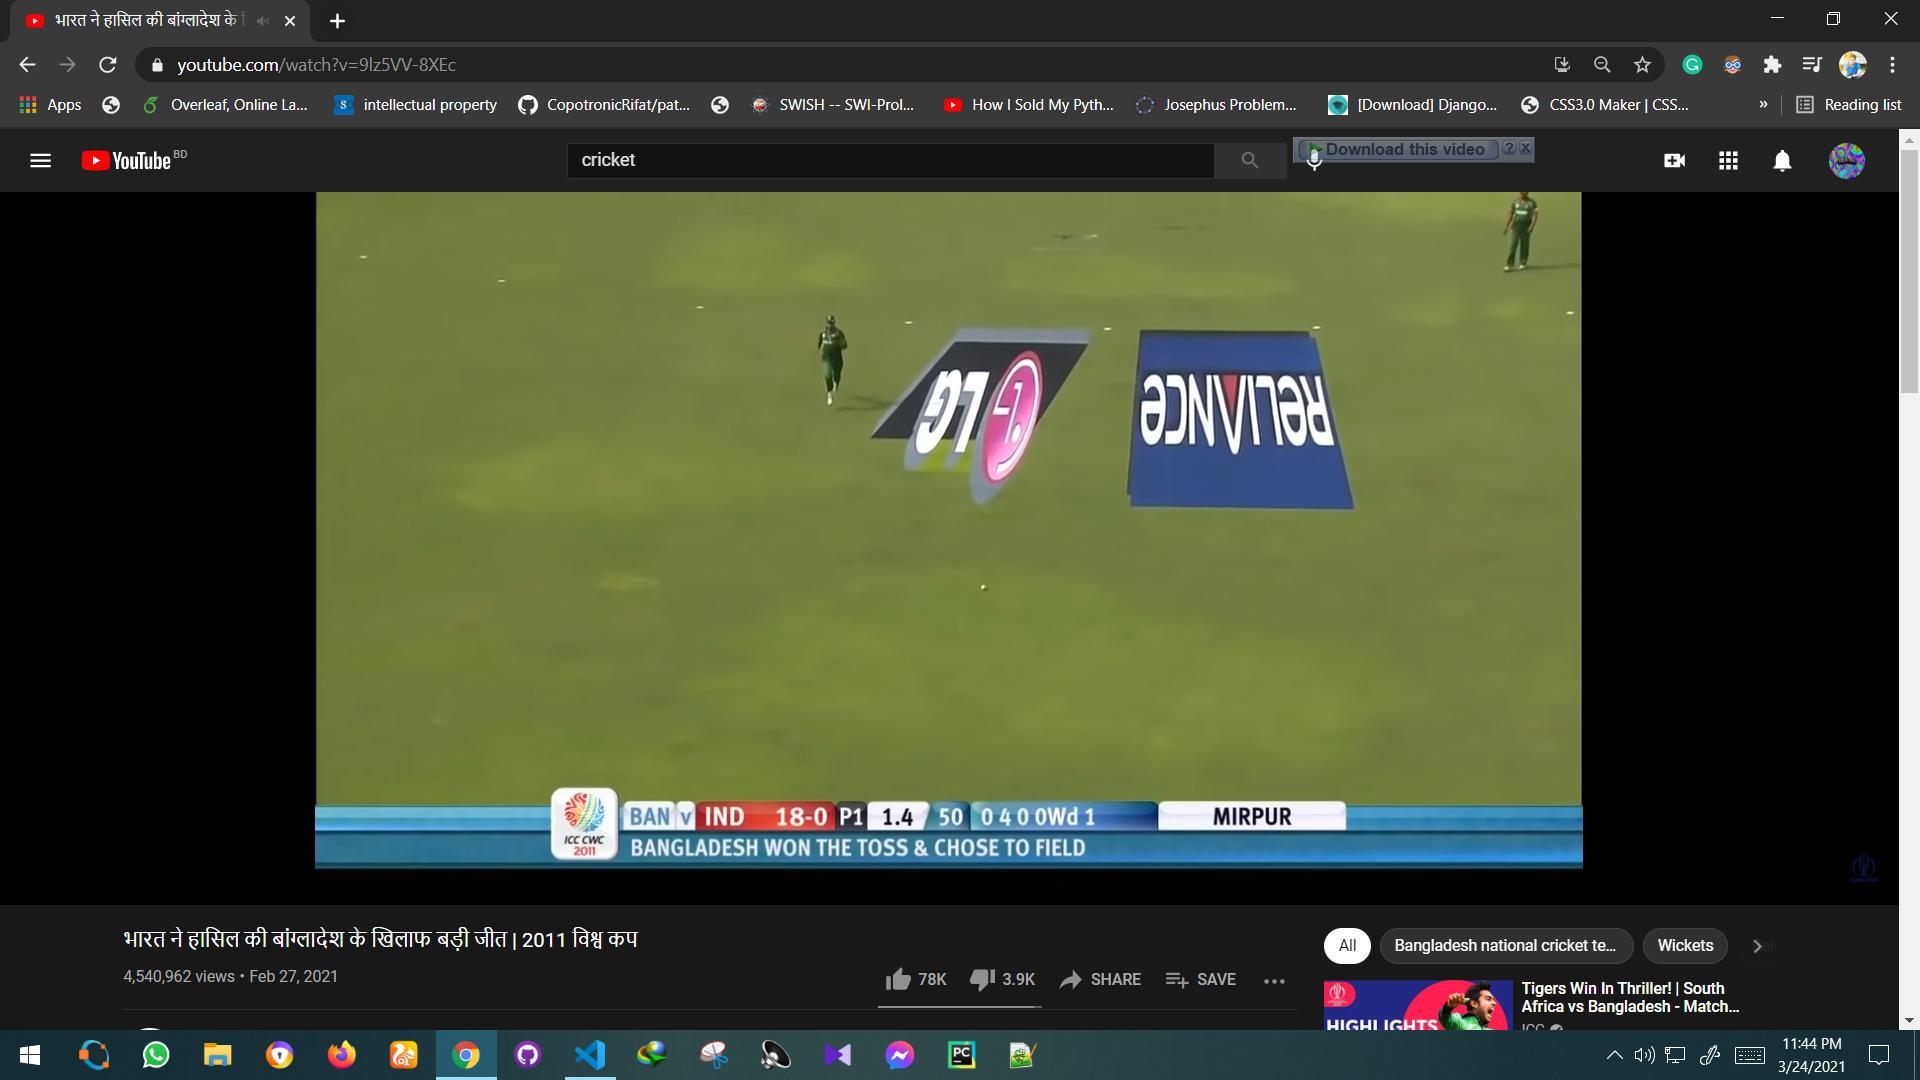 भारत ने हासिल की बांग्लादेश के
youtube.com/watch?v=9lz5VV-8XEc
Apps
Overleaf, Online La...
intellectual property
CopotronicRifat/pat...
SWISH -- SWI-Prol...
How I Sold My Pyth...
Josephus Problem...
[Download] Django...
CSS3.0 Maker | CSS...
»
Reading list
YouTube BD
cricket
Download this video
LG
RELIANCE
BAN v IND 18-0 P1 1.4 50 0 4 0 0Wd 1 MIRPUR
ICC CWC
2011
BANGLADESH WON THE TOSS & CHOSE TO FIELD
भारत ने हासिल की बांग्लादेश के खिलाफ बड़ी जीत | 2011 विश्व कप
4,540,962 views • Feb 27, 2021
78K 3.9K SHARE SAVE
All Bangladesh national cricket te... Wickets
Tigers Win In Thriller! | South
Africa vs Bangladesh - Match...
HIGHLIGHTS
ICC
11:44 PM
3/24/2021